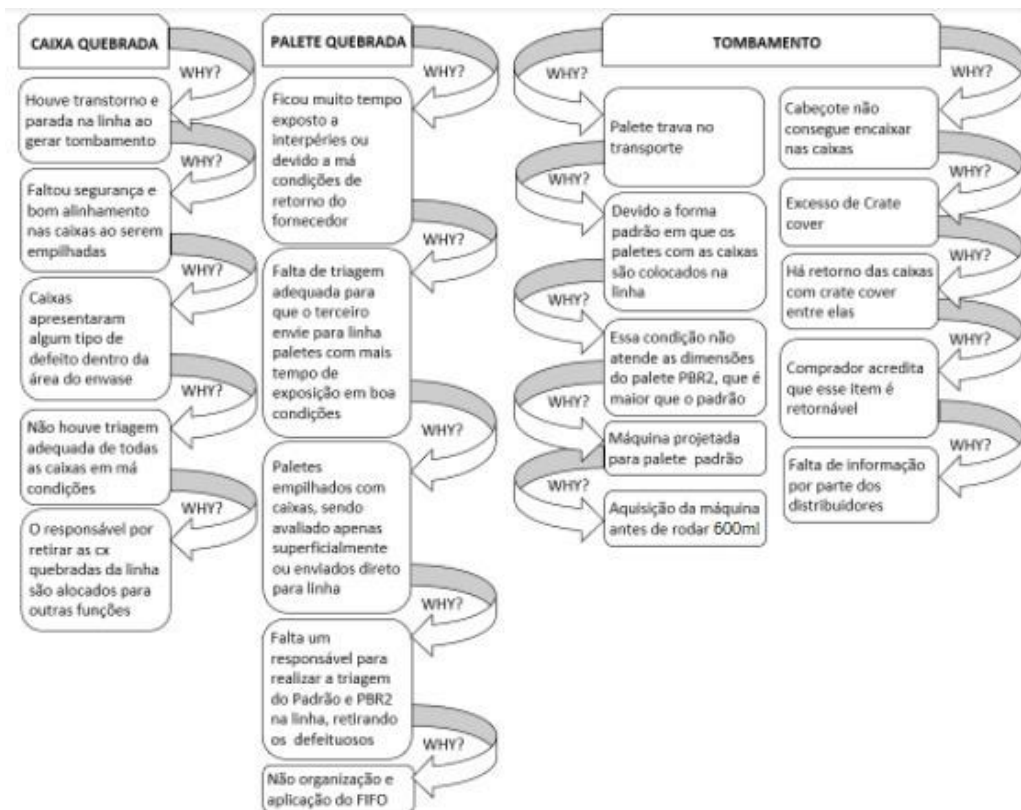 CAIXA QUEBRADA
WHY?
Houve transtorno e
parada na linha ao
gerar tombamento
WHY?
Faltou segurança e
bom alinhamento
nas caixas ao serem
empilhadas
WHY?
Caixas
apresentaram
algum tipo de
defeito dentro da
área do envase
WHY?
Não houve triagem
adequada de todas
as caixas em má
condições
WHY?
O responsável por
retirar as cx
quebradas da linha
são alocados para
outras funções
PALETE QUEBRADA
WHY?
Ficou muito tempo
exposto a
interpéries ou
devido a má
condições de
retorno do
fornecedor
WHY?
Falta de triagem
adequada para
que o terceiro
envie para linha
paletes com mais
tempo de
exposição em boa
condições
WHY?
Paletes
empilhados com
caixas, sendo
avaliado apenas
superficialmente
ou enviados direto
para linha
WHY?
Falta um
responsável para
realizar a triagem
do Padrão e PBR2
na linha, retirando
os defeituosos
WHY?
Não organização e
aplicação do FIFO
TOMBAMENTO
WHY?
Palete trava no
transporte
WHY?
Devido a forma
padrão em que os
paletes com as caixas
são colocados na
linha
WHY?
Essa condição não
atende as dimensões
do palete PBR2, que é
maior que o padrão
WHY?
Máquina projetada
para palete padrão
WHY?
Aquisição da máquina
antes de rodar 600ml
WHY?
Cabeçote não
consegue encaixar
nas caixas
WHY?
Excesso de Crate
cover
WHY?
Há retorno das caixas
com crate cover
entre elas
WHY?
Comprador acredita
que esse item é
retornável
WHY?
Falta de informação
por parte dos
distribuidores